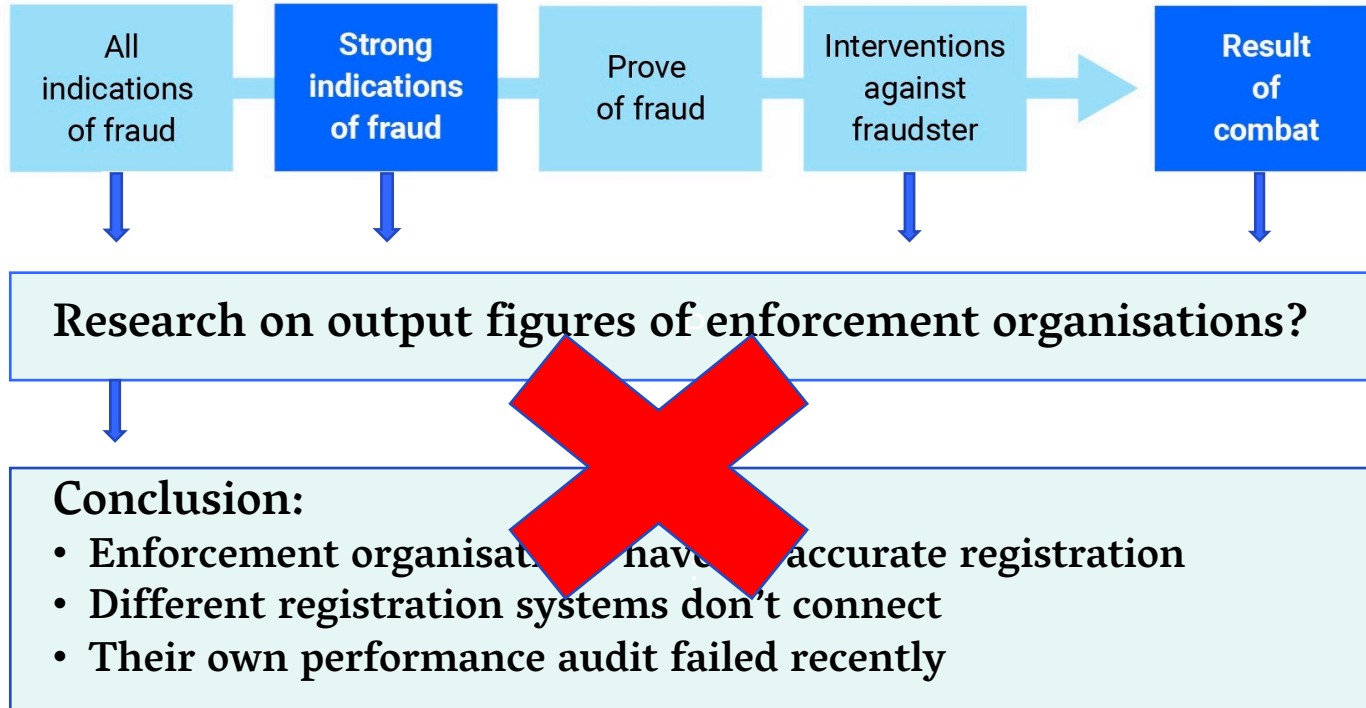 All
indications
of fraud
Strong
indications
of fraud
Prove
of fraud
Interventions
against
fraudster
Result
of
combat
Research on output figures of enforcement organisations?
Conclusion:
• Enforcement have accurate registration
• Different registration systems don’t connect
• Their own performance audit failed recently